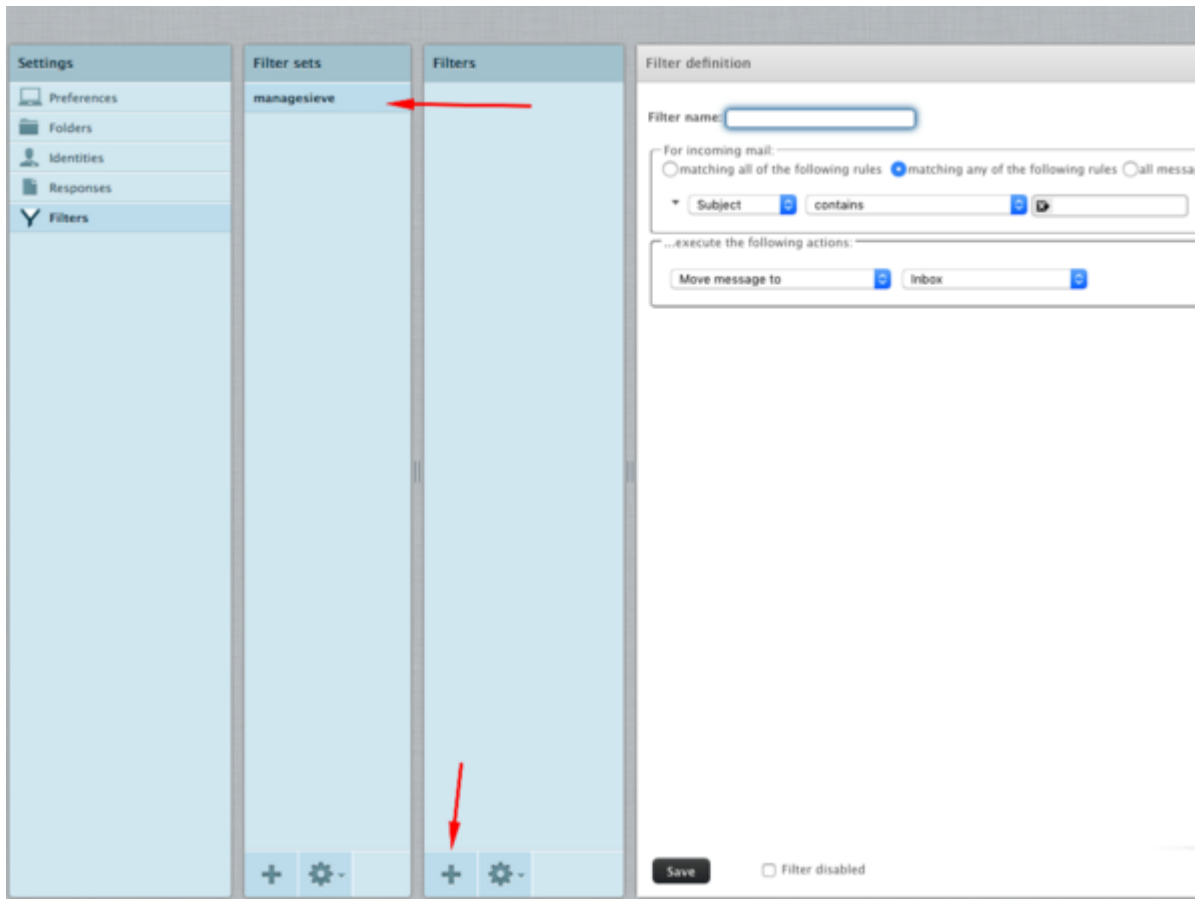 Settings
Preferences
Folders
Identities
Responses
Filters
Filter sets
managesieve
Filters
Filter definition
Filter name:
For incoming mail:
matching all of the following rules matching any of the following rules all messa
Subject contains
...execute the following actions:
Move message to Inbox
Save Filter disabled